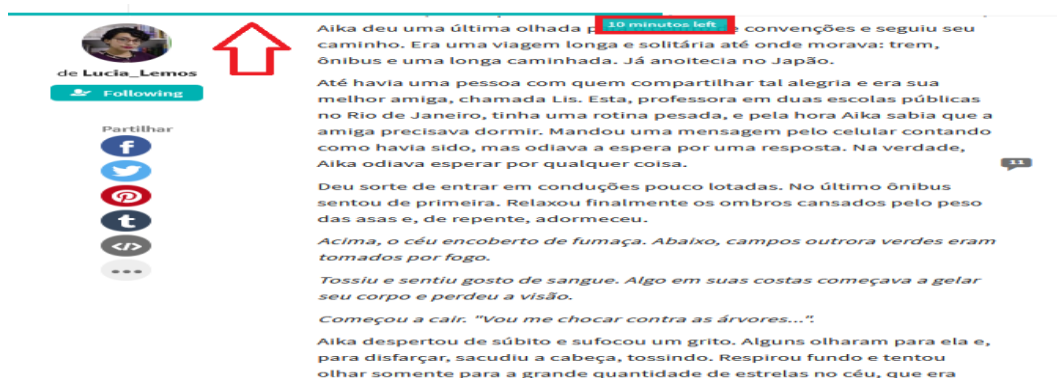 10 minutos left
Aika deu uma última olhada p e convenções e seguiu seu
caminho. Era uma viagem longa e solitária até onde morava: trem,
ônibus e uma longa caminhada. Já anoitecia no Japão.
de Lucia_Lemos
Following
Até havia uma pessoa com quem compartilhar tal alegria e era sua
melhor amiga, chamada Lis. Esta, professora em duas escolas públicas
no Rio de Janeiro, tinha uma rotina pesada, e pela hora Aika sabia que a
amiga precisava dormir. Mandou uma mensagem pelo celular contando
como havia sido, mas odiava a espera por uma resposta. Na verdade,
Aika odiava esperar por qualquer coisa.
11
Partilhar
Deu sorte de entrar em conduções pouco lotadas. No último ônibus
sentou de primeira. Relaxou finalmente os ombros cansados pelo peso
das asas e, de repente, adormeceu.
Acima, o céu encoberto de fumaça. Abaixo, campos outrora verdes eram
tomados por fogo.
Tossiu e sentiu gosto de sangue. Algo em suas costas começava a gelar
seu corpo e perdeu a visão.
Começou a cair. "Vou me chocar contra as árvores...".
Aika despertou de súbito e sufocou um grito. Alguns olharam para ela e,
para disfarçar, sacudiu a cabeça, tossindo. Respirou fundo e tentou
olhar somente para a grande quantidade de estrelas no céu, que era